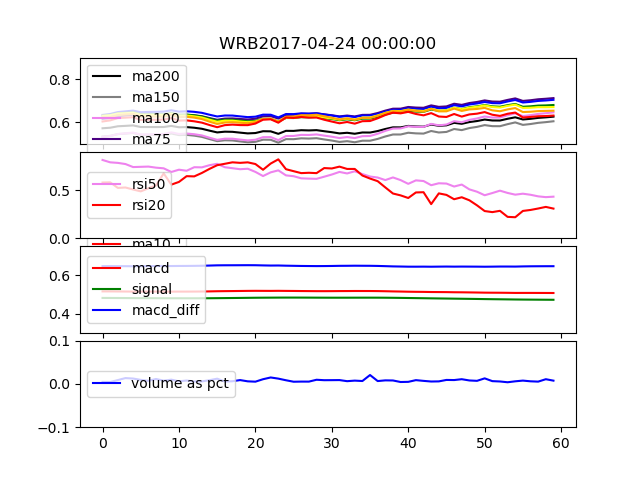 WRB2017-04-24 00:00:00
0.8
0.6
ma200
ma150
ma100
ma75
0.5
0.0
rsi50
rsi20
ma10
0.6
0.4
macd
signal
macd_diff
0.1
0.0
−0.1
volume as pct
0 10 20 30 40 50 60